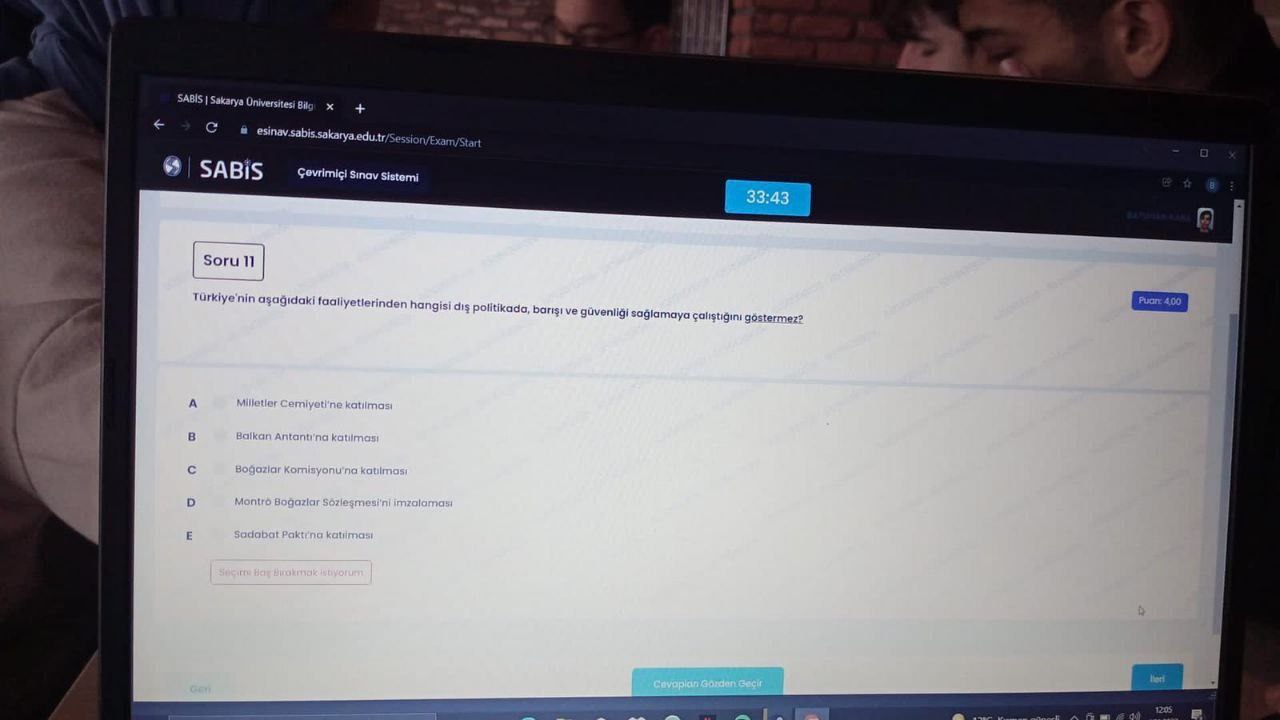 SABİS | Sakarya Üniversitesi Bilgi
esinav.sabis.sakarya.edu.tr/Session/Exam/Start
SABİS
Çevrimiçi Sınav Sistemi
33:43
B
Soru 11
Puan: 4,00
Türkiye'nin aşağıdaki faaliyetlerinden hangisi dış politikada, barışı ve güvenliği sağlamaya çalıştığını göstermez?
A Milletler Cemiyeti'ne katılması
B Balkan Antantı'na katılması
C Boğazlar Komisyonu'na katılması
D Montrö Boğazlar Sözleşmesi'ni imzalaması
E Sadabat Paktı'na katılması
Seçimi Boş Bırakmak istiyorum
Geri
Cevapları Gözden Geçir
İleri
12:05